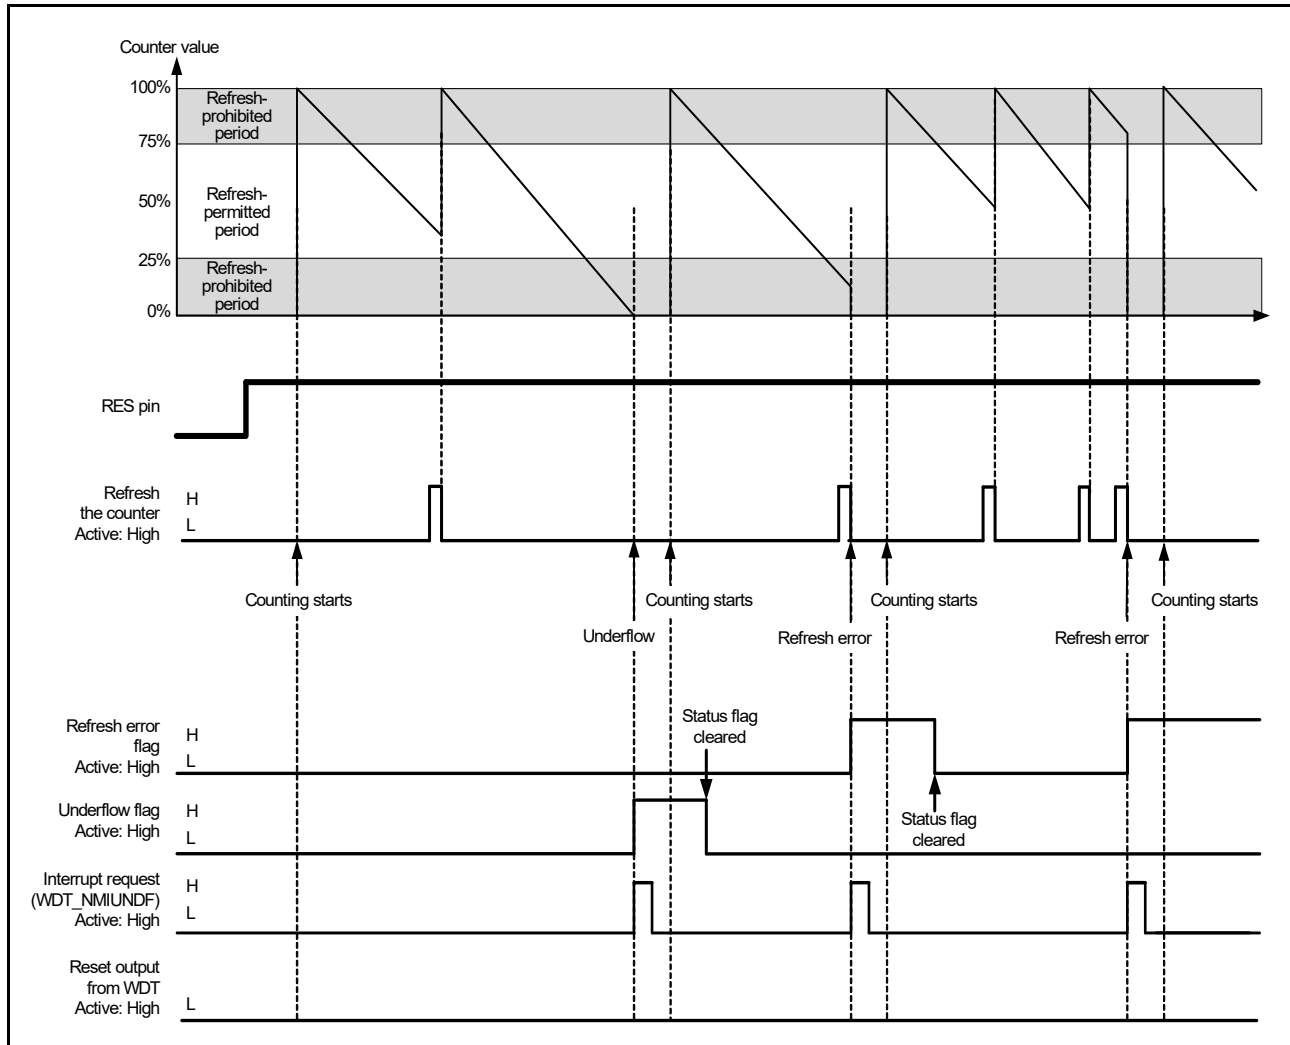 Counter value
100%
Refresh-
prohibited
period
75%
50%
Refresh-
permitted
period
25%
Refresh-
prohibited
period
0%
RES pin
Refresh
the counter
Active: High
H
L
Counting starts
Counting starts
Counting starts
Counting starts
Underflow
Refresh error
Refresh error
Refresh error
flag
Active: High
H
L
Status flag
cleared
Underflow flag
Active: High
H
L
Status flag
cleared
Interrupt request
(WDT_NMIUNDF)
Active: High
H
L
Reset output
from WDT
Active: High
L